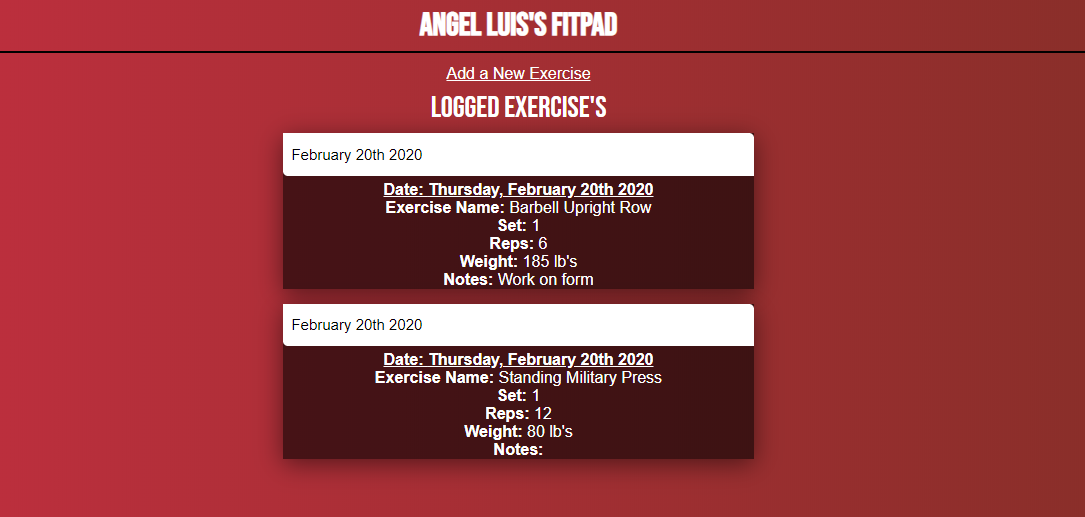 ANGEL LUIS'S FITPAD
Add a New Exercise
LOGGED EXERCISE'S
February 20th 2020
Date: Thursday, February 20th 2020
Exercise Name: Barbell Upright Row
Set: 1
Reps: 6
Weight: 185 lb's
Notes: Work on form
February 20th 2020
Date: Thursday, February 20th 2020
Exercise Name: Standing Military Press
Set: 1
Reps: 12
Weight: 80 lb's
Notes: